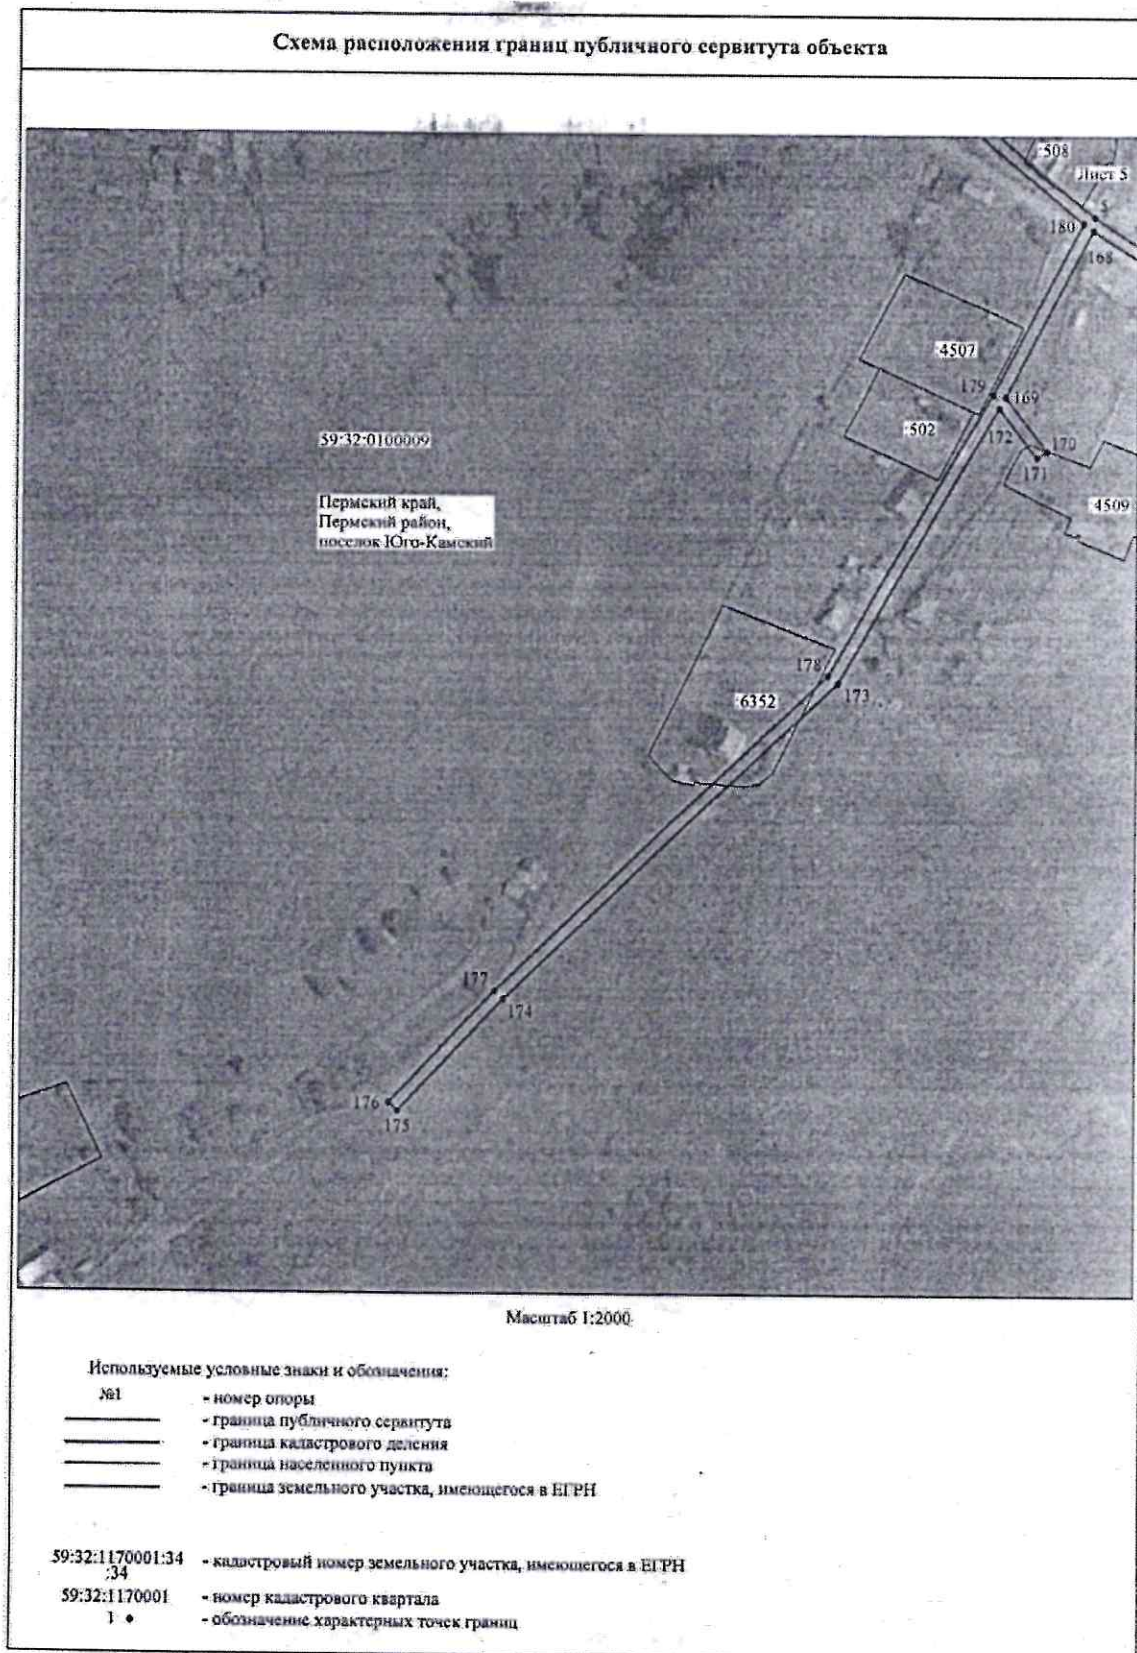 Схема расположения границ публичного сервитута объекта
:508
Лист 5
5
180
168
:4507
179
169
:502
172
170
171
59:32:0100009
:4509
Пермский край,
Пермский район,
поселок Юго-Камский
178
173
:6352
177
174
176
175
Масштаб 1:2000
Используемые условные знаки и обозначения:
№1 - номер опоры
- граница публичного сервитута
- граница кадастрового деления
- граница населенного пункта
- граница земельного участка, имеющегося в ЕГРН
59:32:1170001:34 - кадастровый номер земельного участка, имеющегося в ЕГРН
:34
59:32:1170001 - номер кадастрового квартала
1 - обозначение характерных точек границ